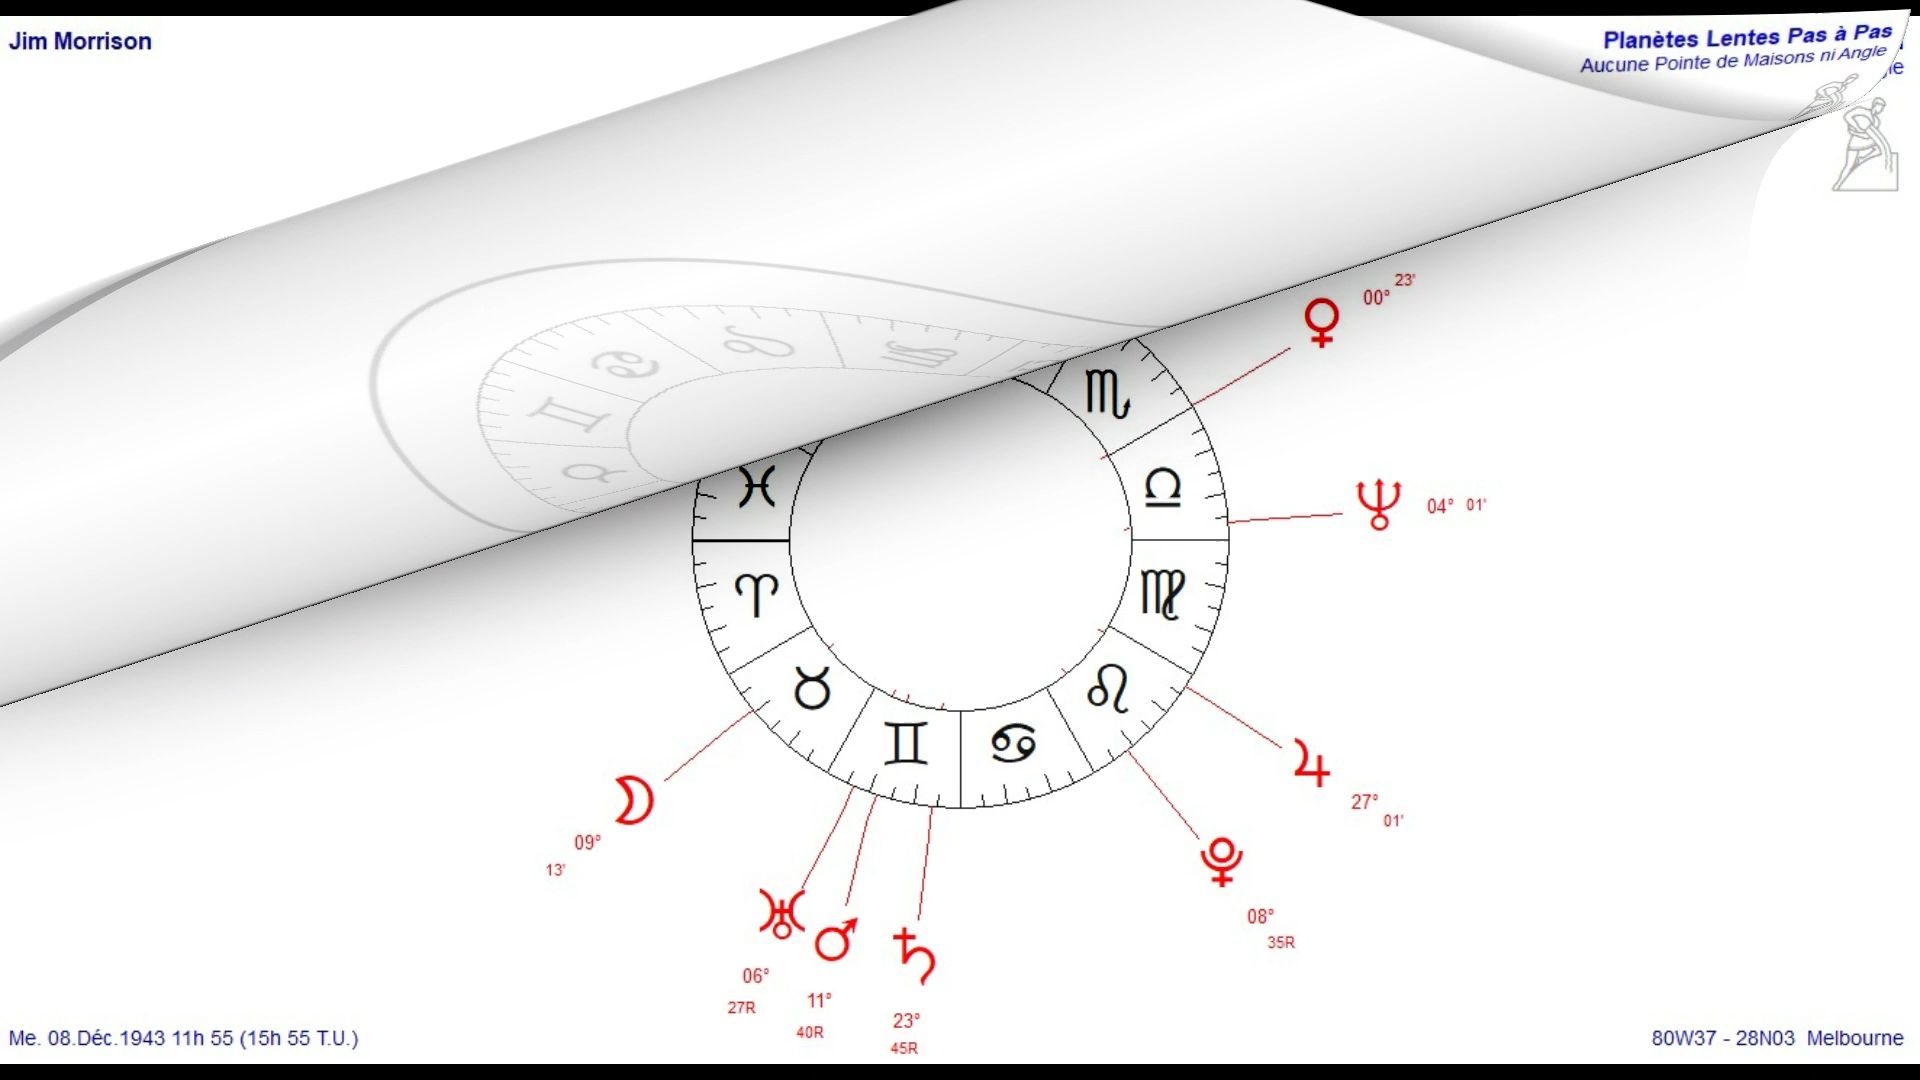 Jim Morrison
Planètes Lentes Pas à Pas
Aucune Pointe de Maisons ni Angle
gle
00° 23'
04° 01'
27°
01'
09°
13'
08°
35R
06°
27R
11°
40R
23°
45R
Me. 08.Déc.1943 11h 55 (15h 55 T.U.)
80W37 - 28N03 Melbourne